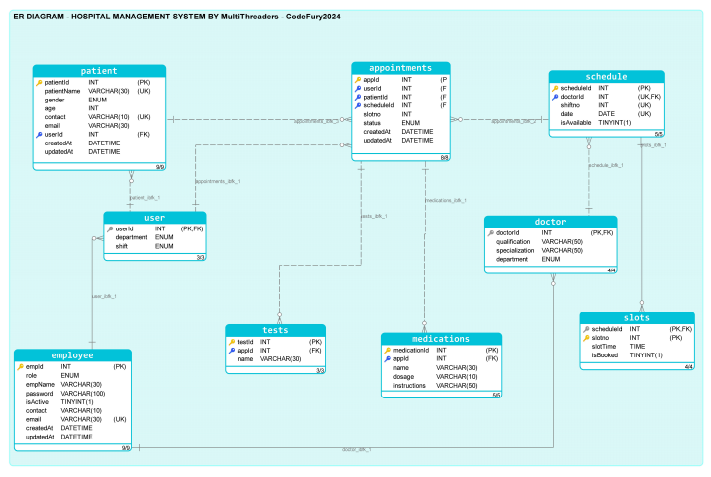 ER DIAGRAM - HOSPITAL MANAGEMENT SYSTEM BY MultiThreaders - CodeFury2024
patient
patientId INT (PK)
patientName VARCHAR(30) (UK)
gender ENUM
age INT
contact VARCHAR(10) (UK)
email VARCHAR(30)
userId INT (FK)
createdAt DATETIME
updatedAt DATETIME
9/9
appointments
appId INT (P
userId INT (F
patientId INT (F
scheduleId INT (F
slotno INT
status ENUM
createdAt DATETIME
updatedAt DATETIME
8/8
schedule
scheduleId INT (PK)
doctorId INT (UK,FK)
shiftno INT (UK)
date DATE (UK)
isAvailable TINYINT(1)
5/5
appointments_ibfk_2
appointments_ibfk_3
appointments_ibfk_1
patient_ibfk_1
tests_ibfk_1
medications_ibfk_1
schedule_ibfk_1
user
userId INT (PK,FK)
department ENUM
shift ENUM
3/3
doctor
doctorId INT (PK,FK)
qualification VARCHAR(50)
specialization VARCHAR(50)
department ENUM
4/4
user_ibfk_1
tests
testId INT (PK)
appId INT (FK)
name VARCHAR(30)
3/3
medications
medicationId INT (PK)
appId INT (FK)
name VARCHAR(30)
dosage VARCHAR(10)
instructions VARCHAR(50)
5/5
slots
scheduleId INT (PK,FK)
slotno INT (PK)
slotTime TIME
isBooked TINYINT(1)
4/4
employee
empId INT (PK)
role ENUM
empName VARCHAR(30)
password VARCHAR(100)
isActive TINYINT(1)
contact VARCHAR(10)
email VARCHAR(30) (UK)
createdAt DATETIME
updatedAt DATETIME
9/9
doctor_ibfk_1